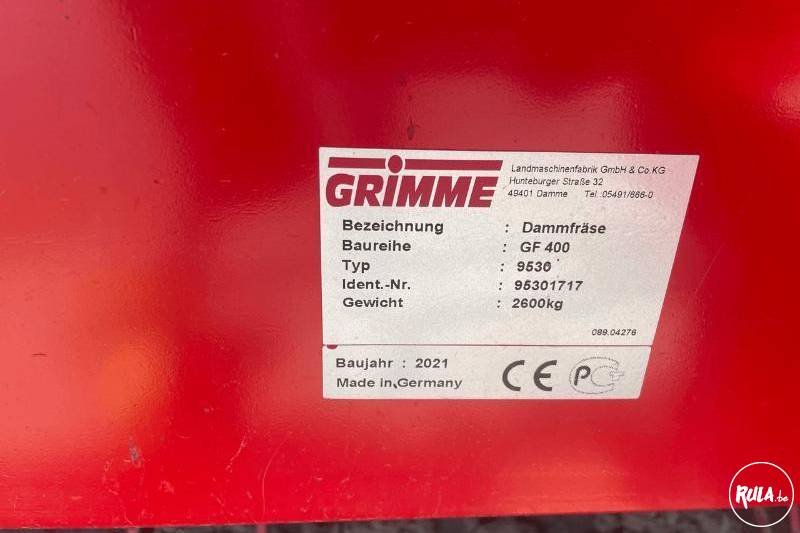 GRIMME
Landmaschinenfabrik GmbH & Co.KG
Hunteburger Straße 32
49401 Damme Tel.:05491/666-0
Bezeichnung : Dammfräse
Baureihe : GF 400
Typ : 9530
Ident.-Nr. : 95301717
Gewicht : 2600kg
089.04276
Baujahr : 2021
Made in Germany
CE PC
RULA.be